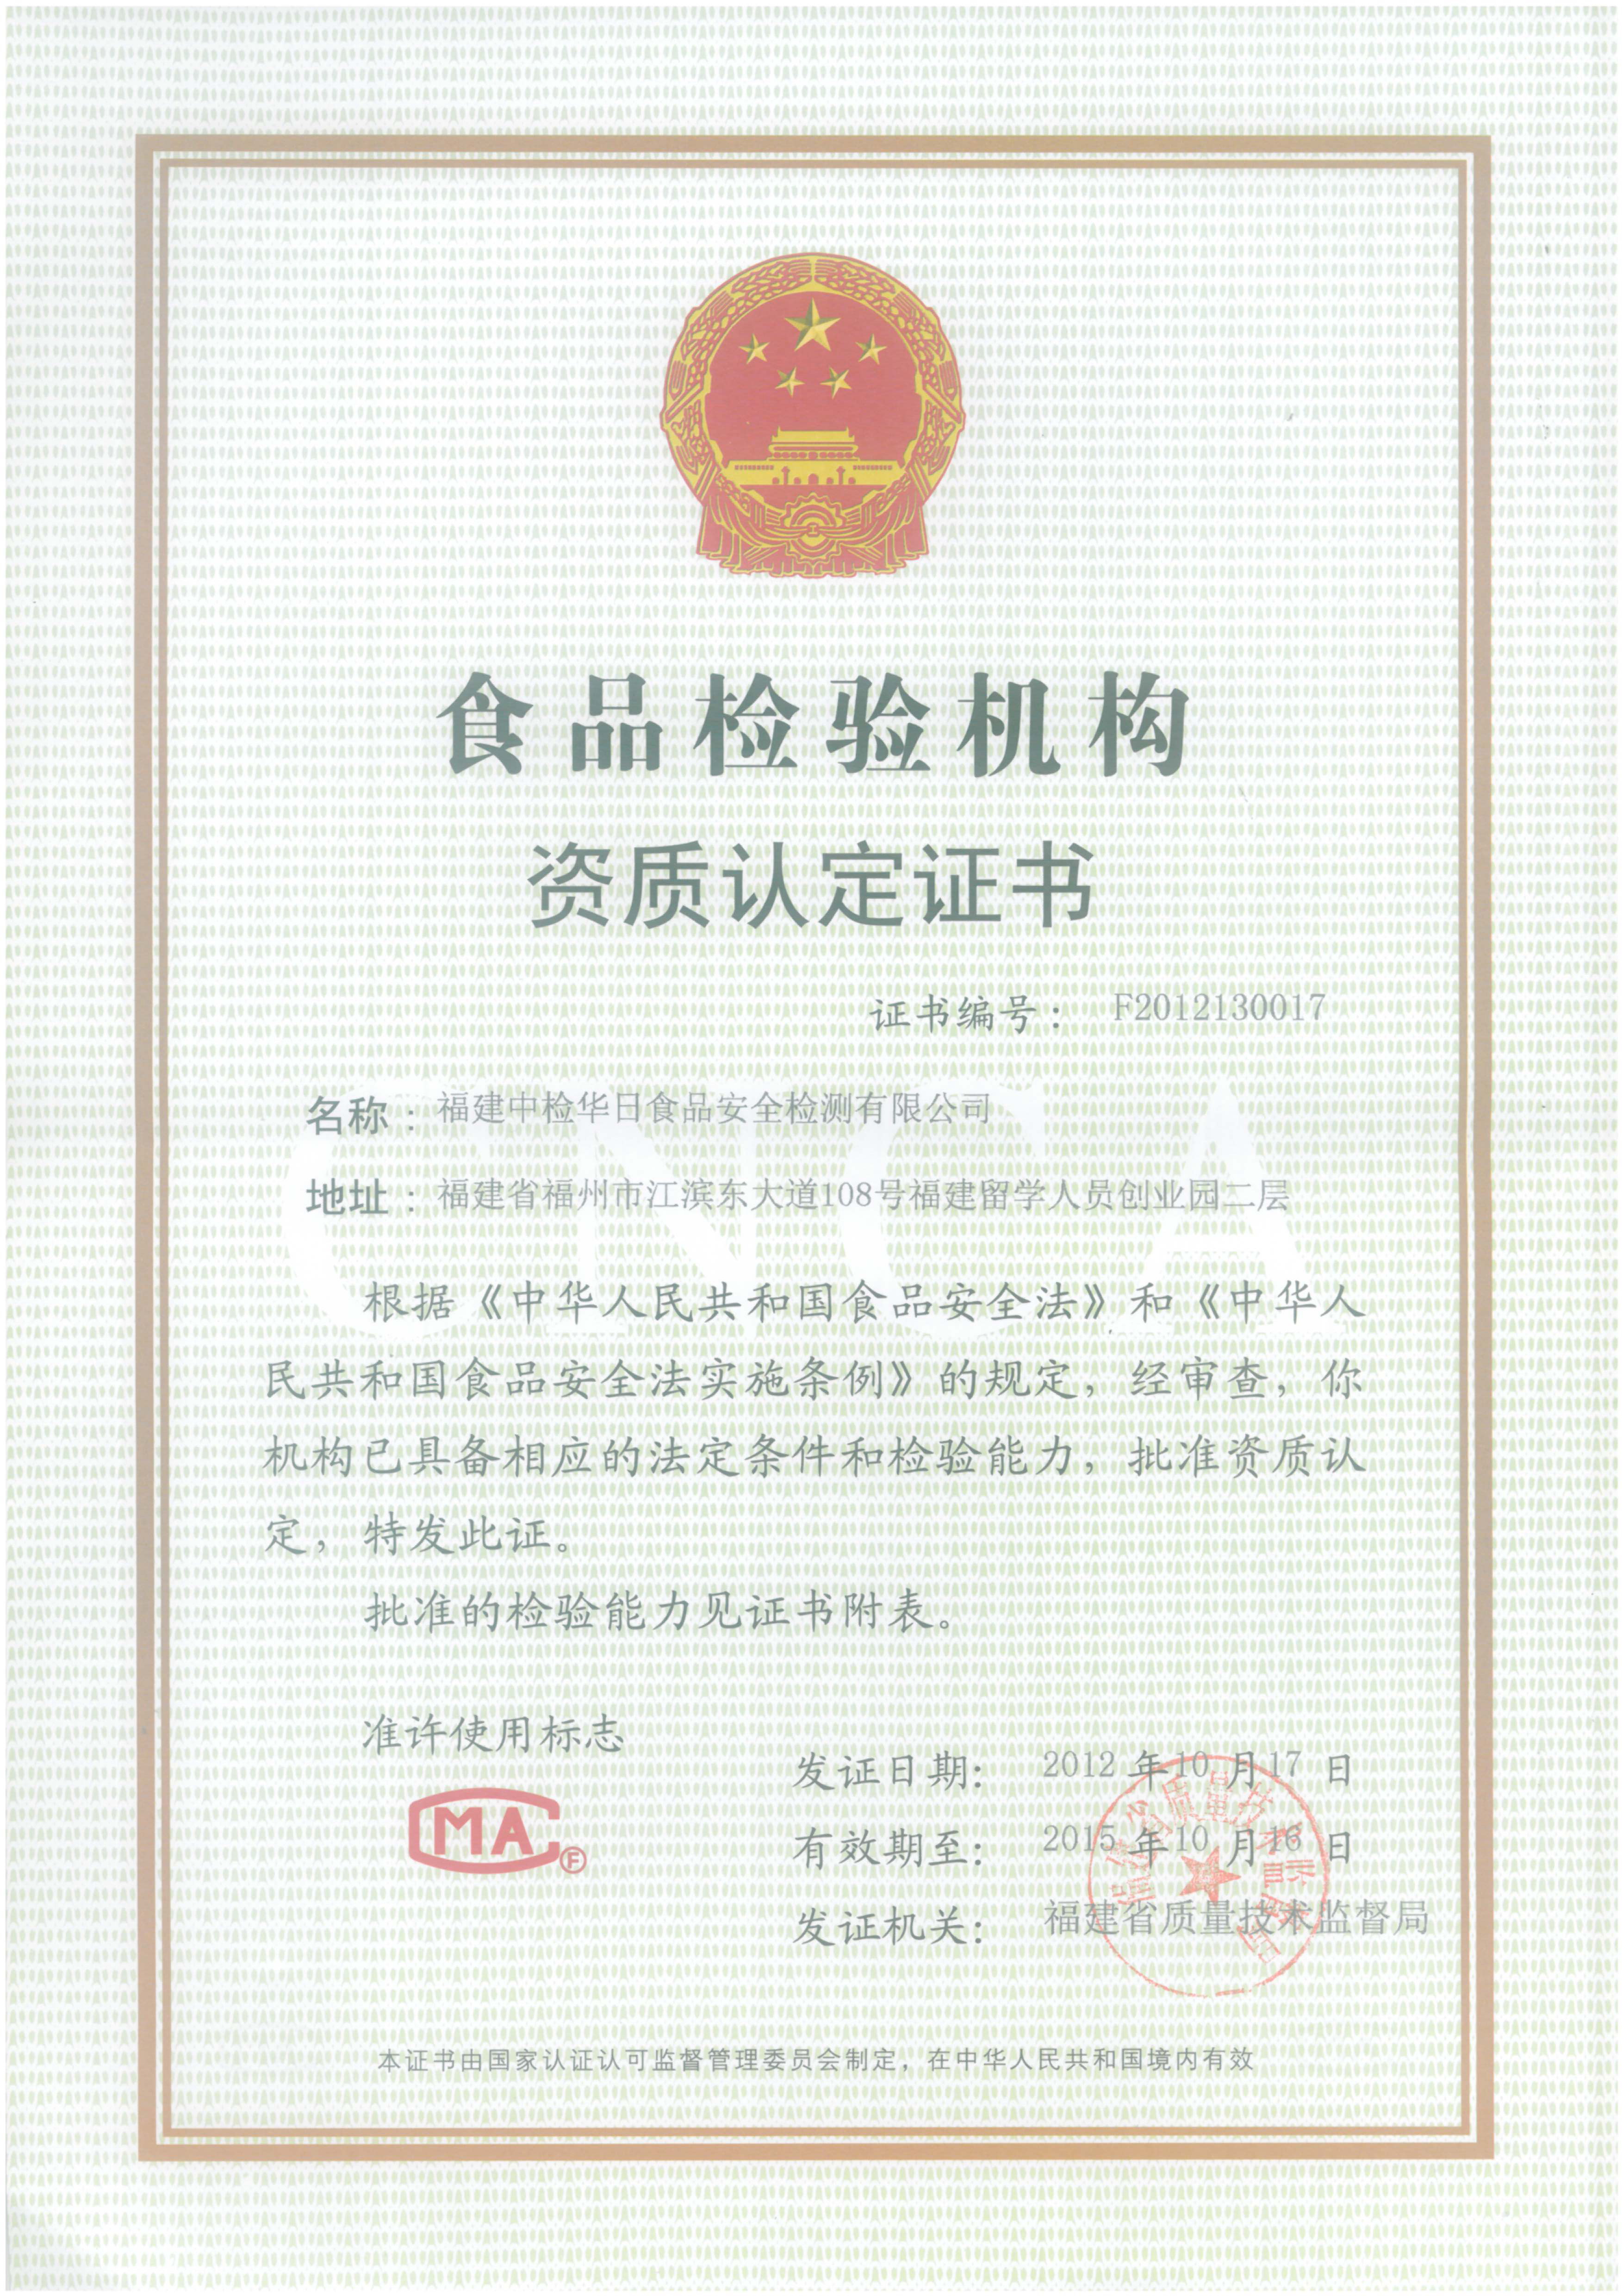 食品检验机构
资质认定证书
证书编号： F2012130017
CNCA
名称：福建中检华日食品安全检测有限公司
地址：福建省福州市江滨东大道108号福建留学人员创业园二层
根据《中华人民共和国食品安全法》和《中华人
民共和国食品安全法实施条例》的规定，经审查，你
机构已具备相应的法定条件和检验能力，批准资质认
定，特发此证。
批准的检验能力见证书附表。
准许使用标志
MA
F
发证日期： 2012 年 10 月 17 日
有效期至： 2015 年 10 月 16 日
发证机关： 福建省质量技术监督局
福建省质量技术监督局
本证书由国家认证认可监督管理委员会制定，在中华人民共和国境内有效